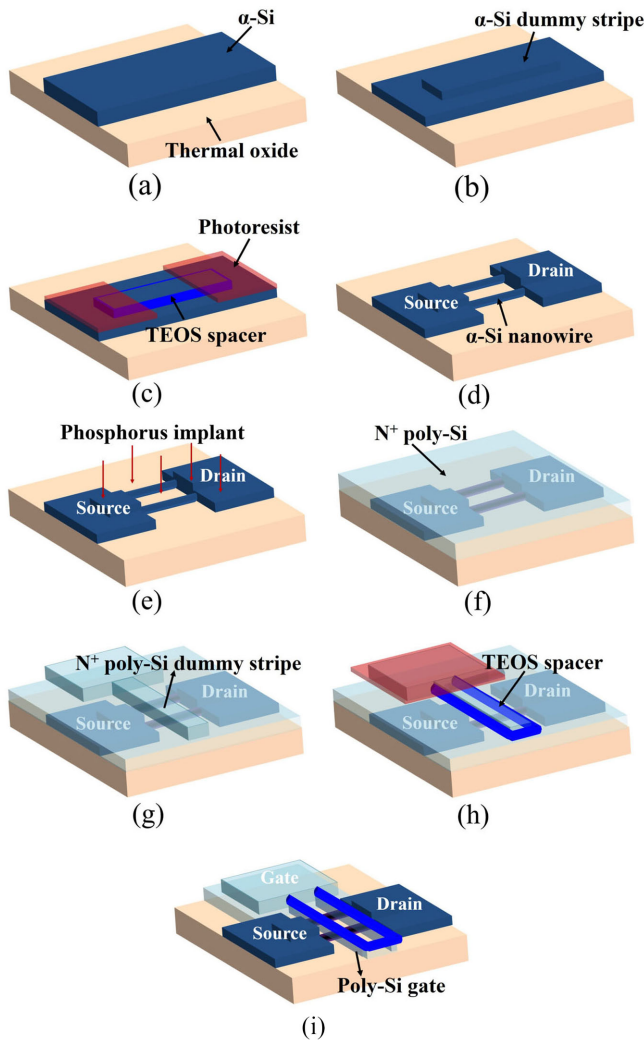 α-Si
Thermal oxide
(a)
α-Si dummy stripe
(b)
Photoresist
TEOS spacer
(c)
Drain
Source
α-Si nanowire
(d)
Phosphorus implant
Drain
Source
(e)
N⁺ poly-Si
Drain
Source
(f)
N⁺ poly-Si dummy stripe
Drain
Source
(g)
TEOS spacer
Drain
Source
(h)
Gate
Drain
Source
Poly-Si gate
(i)